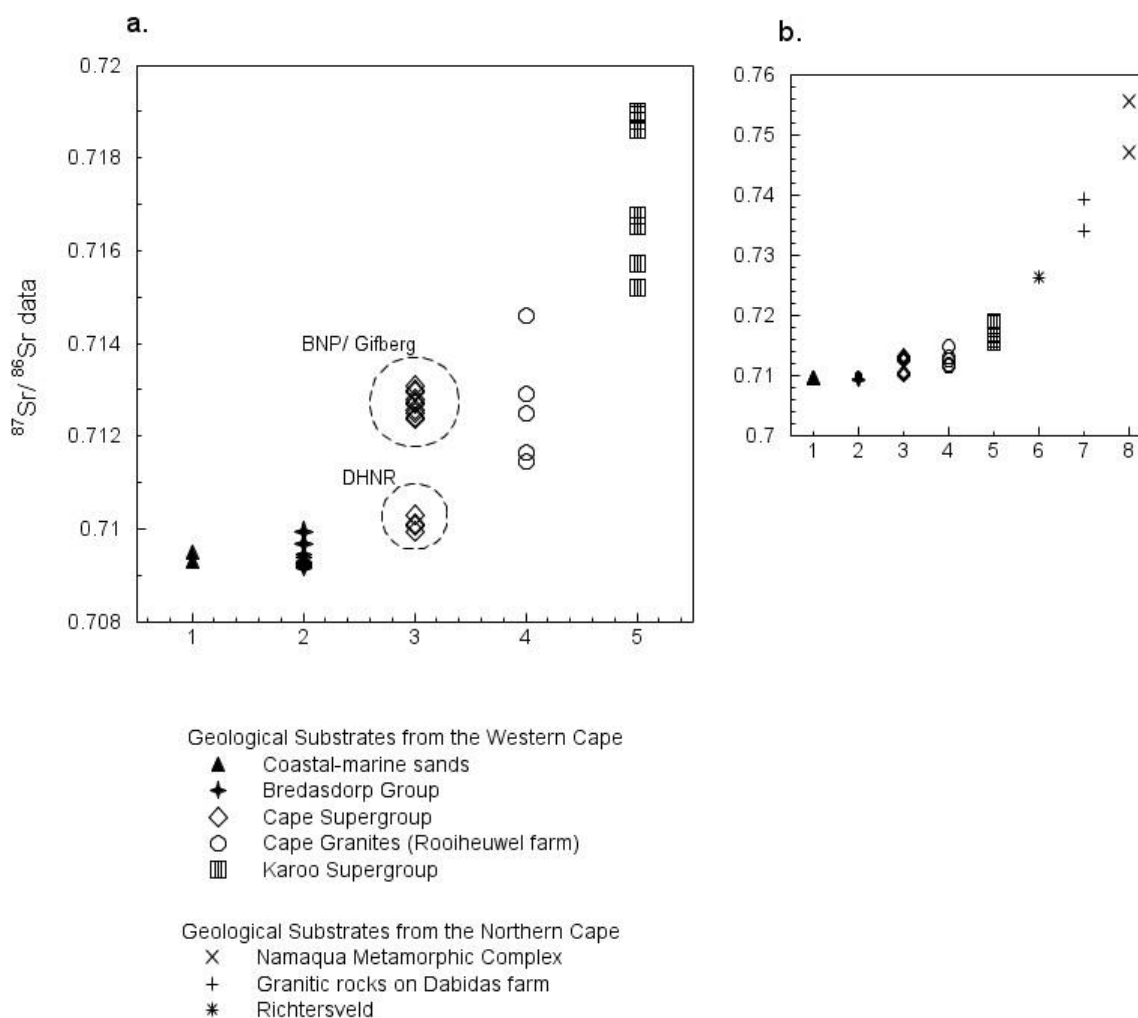 a.
0.72
0.718
0.716
0.714
0.712
0.71
0.708
87Sr/ 86Sr data
BNP/ Gifberg
DHNR
1 2 3 4 5
b.
0.76
0.75
0.74
0.73
0.72
0.71
0.7
1 2 3 4 5 6 7 8
Geological Substrates from the Western Cape
Coastal-marine sands
Bredasdorp Group
Cape Supergroup
Cape Granites (Rooiheuwel farm)
Karoo Supergroup
Geological Substrates from the Northern Cape
Namaqua Metamorphic Complex
Granitic rocks on Dabidas farm
Richtersveld